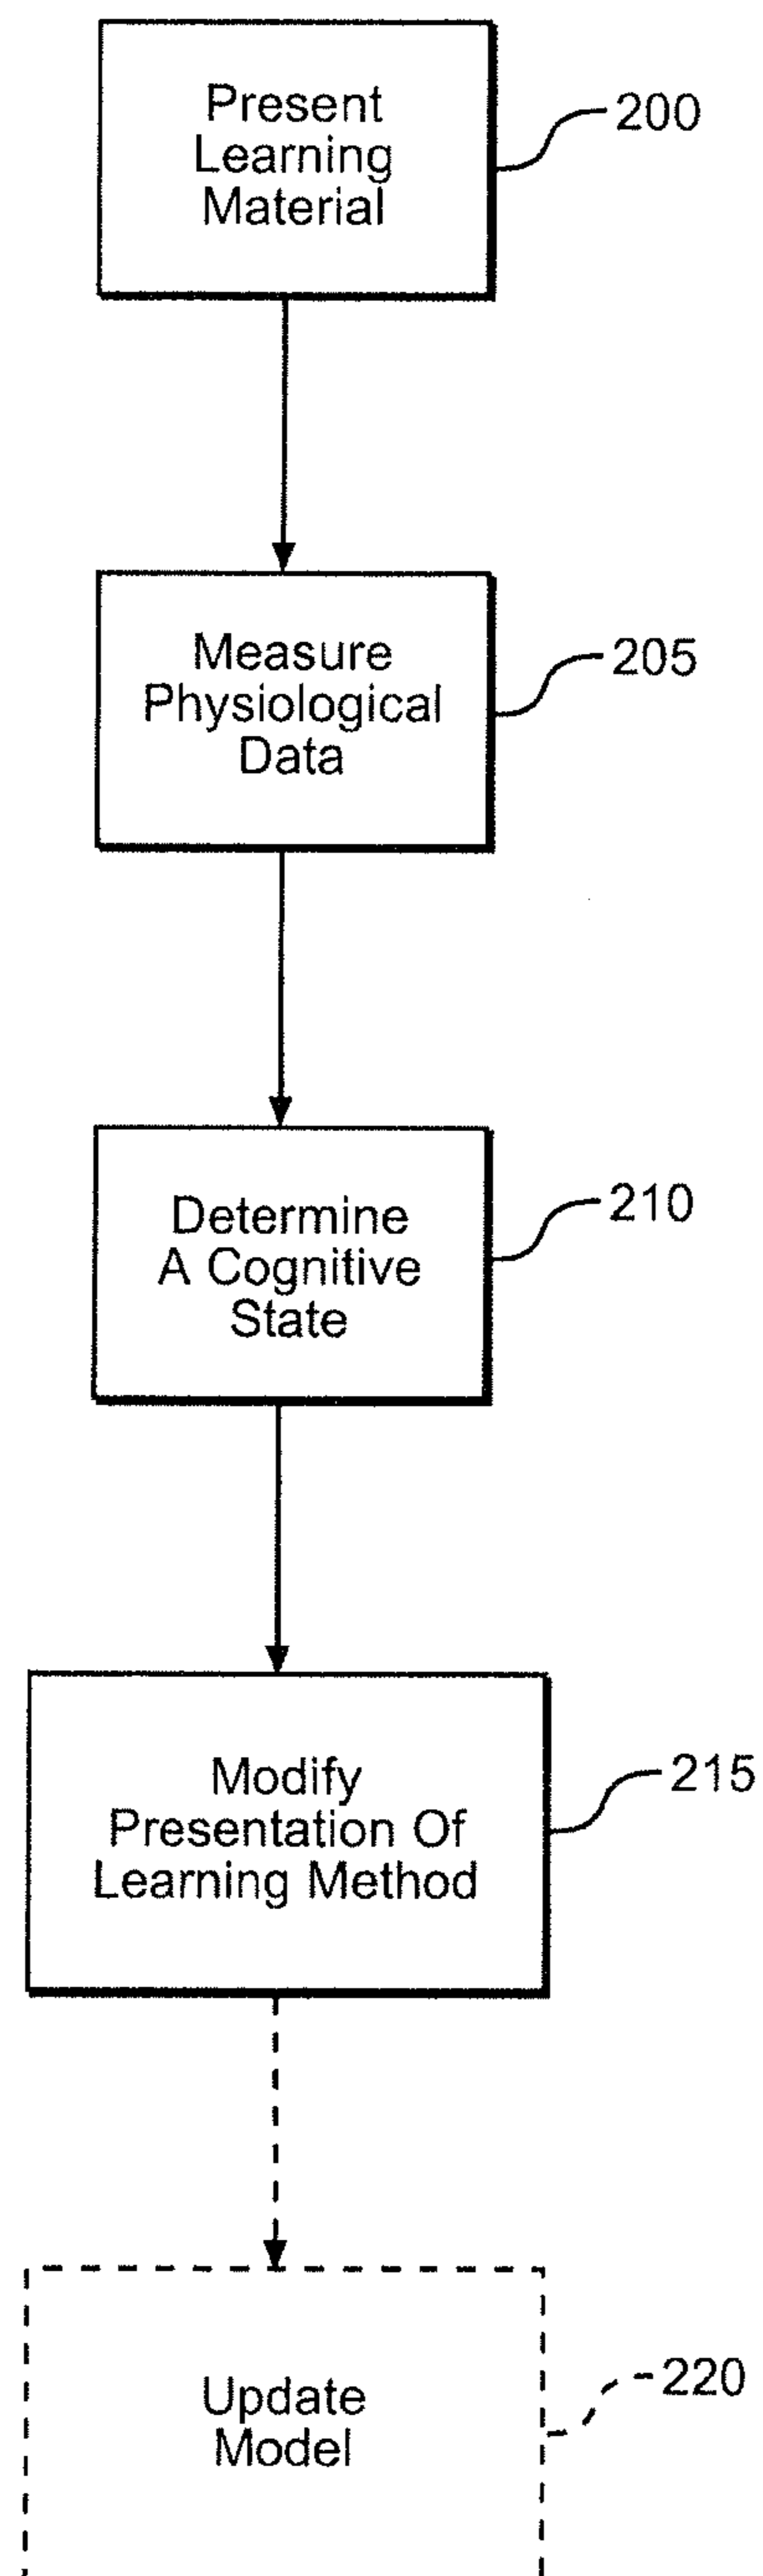 Present
Learning
Material
200
Measure
Physiological
Data
205
Determine
A Cognitive
State
210
Modify
Presentation Of
Learning Method
215
Update
Model
220